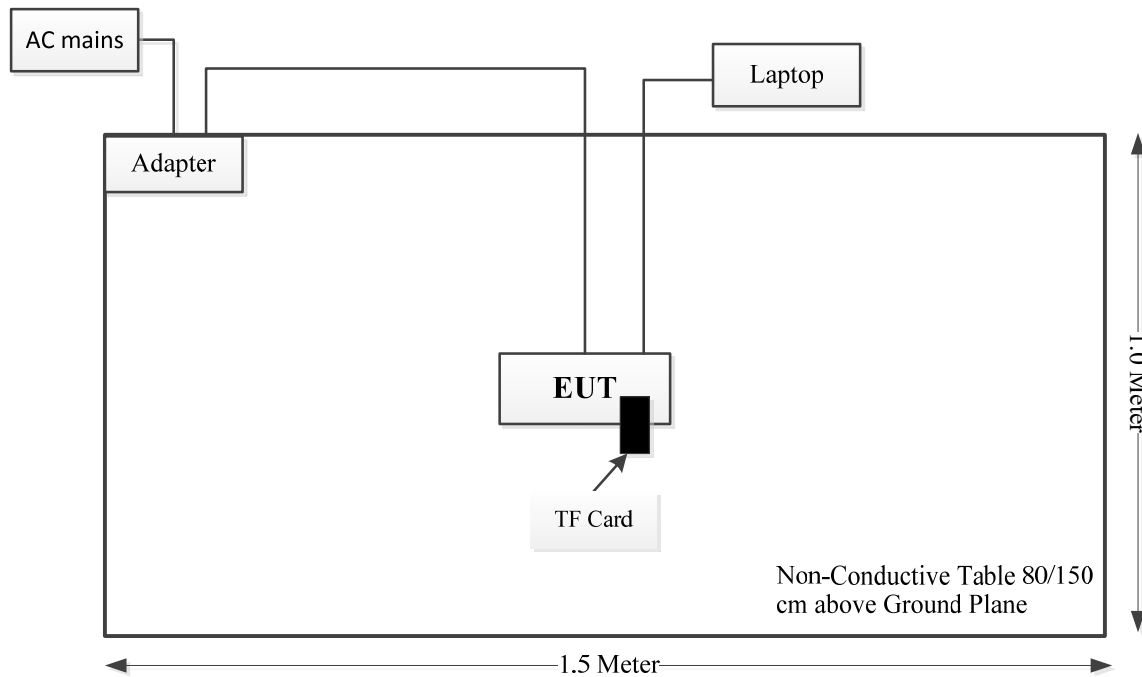 AC mains
Laptop
Adapter
EUT
TF Card
Non-Conductive Table 80/150
cm above Ground Plane
1.0 Meter
1.5 Meter